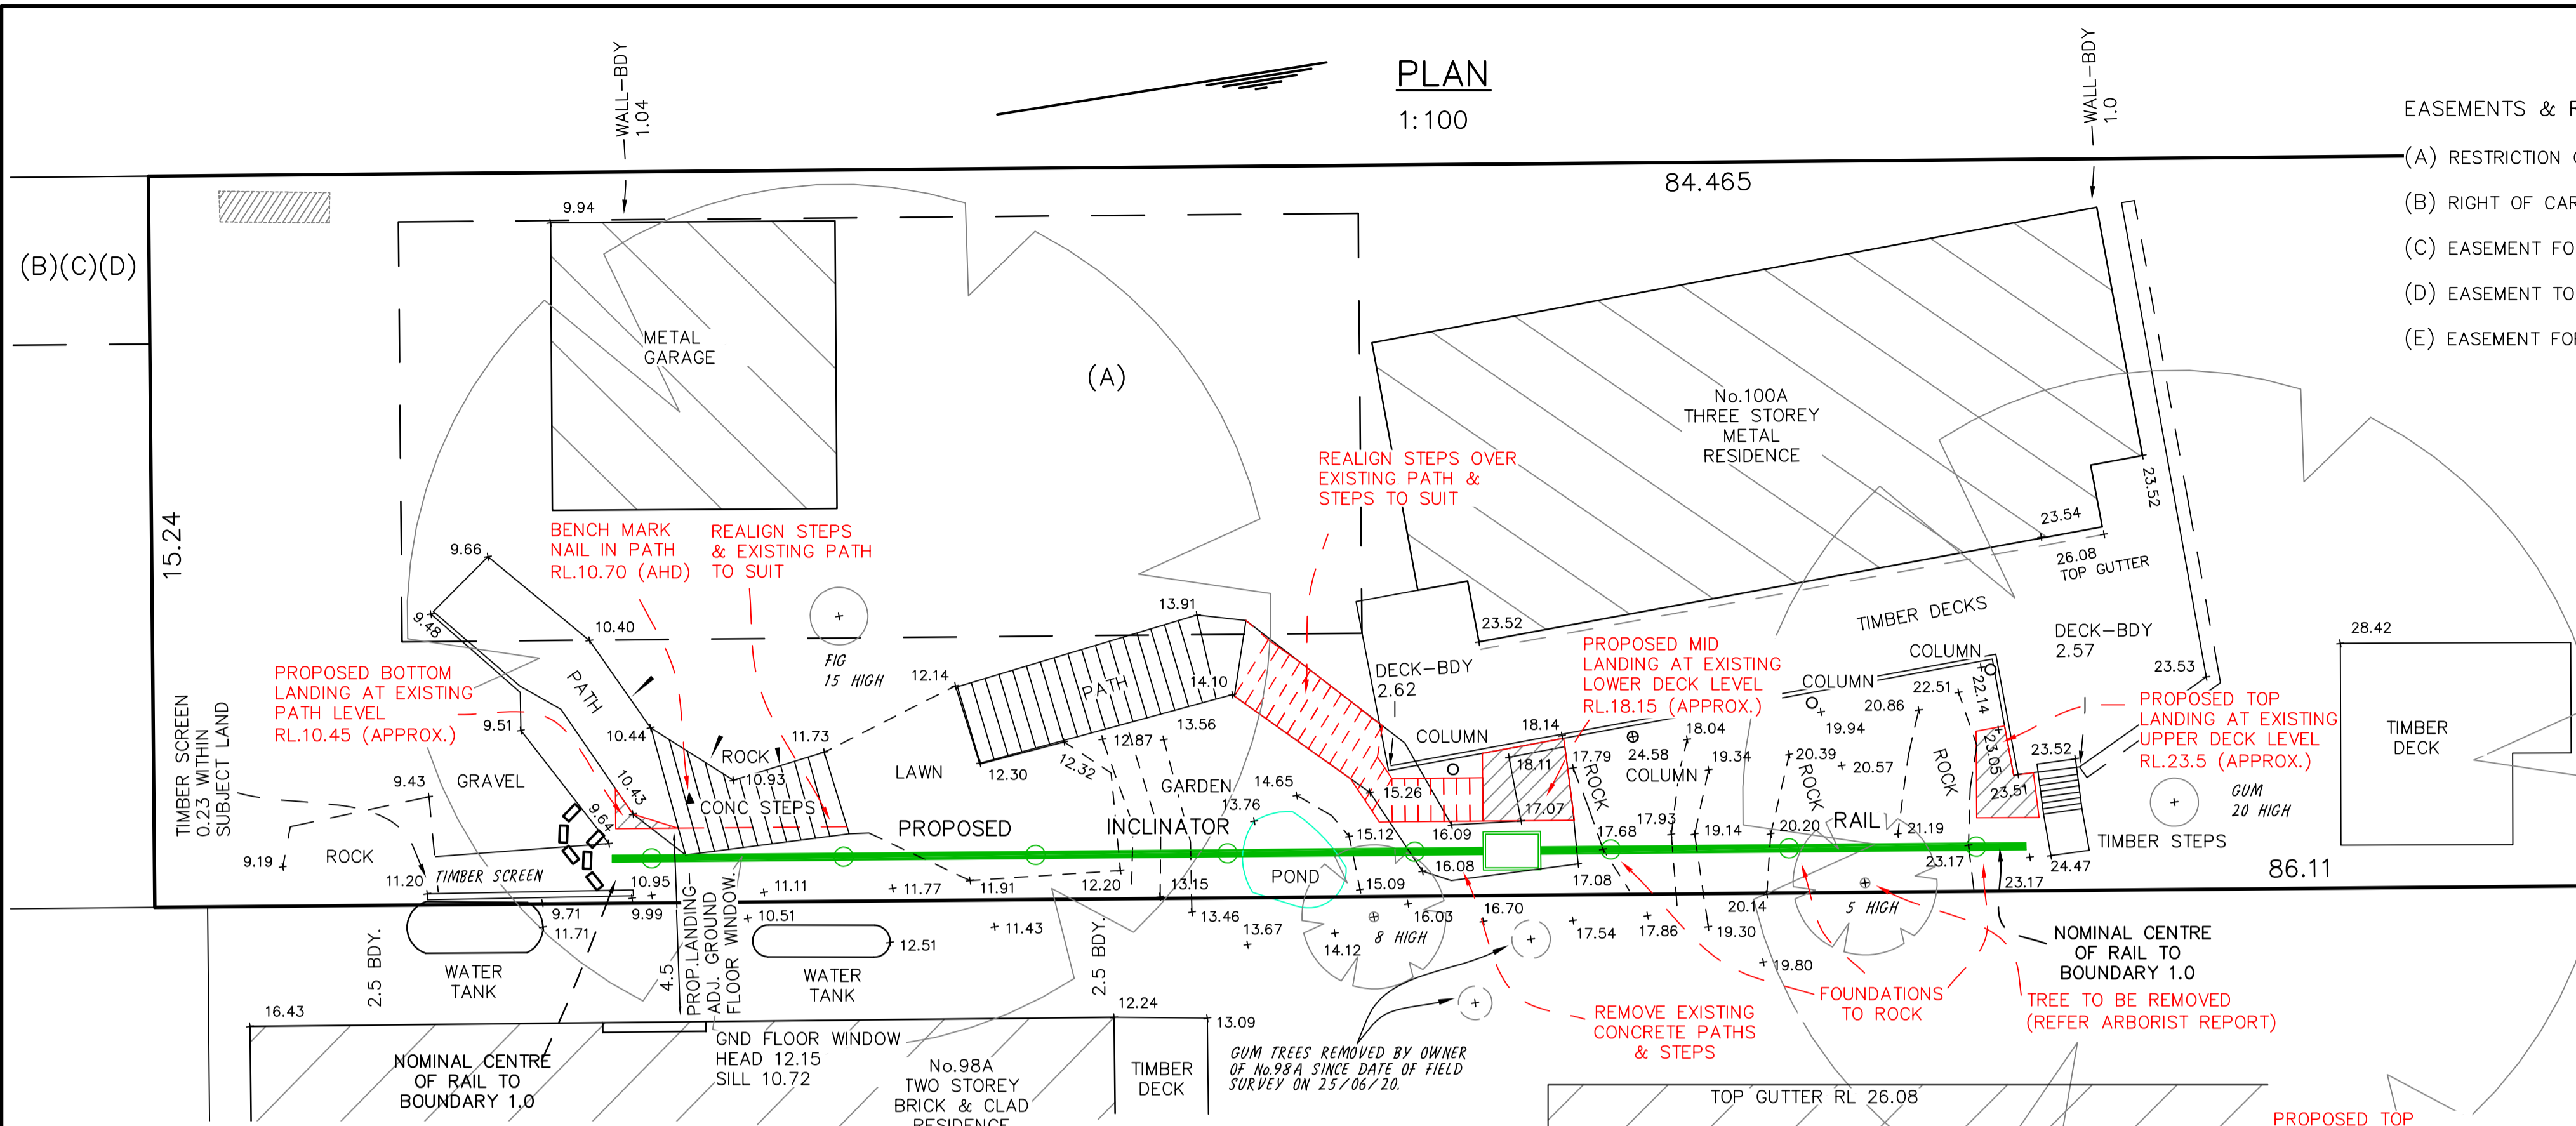 PLAN
1:100
WALL-BDY
1.04
WALL-BDY
1.0
84.465
EASEMENTS &
(A) RESTRICTION
(B) RIGHT OF
(C) EASEMENT
(D) EASEMENT TO
(E) EASEMENT
(B)(C)(D)
15.24
9.94
METAL
GARAGE
(A)
No.100A
THREE STOREY
METAL
RESIDENCE
23.52
23.54
26.08
TOP GUTTER
REALIGN STEPS OVER
EXISTING PATH &
STEPS TO SUIT
BENCH MARK
NAIL IN PATH
RL.10.70 (AHD)
REALIGN STEPS
& EXISTING PATH
TO SUIT
9.66
9.48
10.40
FIG
15 HIGH
13.91
12.14
PATH
14.10
13.56
23.52
TIMBER DECKS
DECK-BDY
2.57
23.53
28.42
TIMBER
DECK
PROPOSED BOTTOM
LANDING AT EXISTING
PATH LEVEL
RL.10.45 (APPROX.)
PATH
9.51
10.44
ROCK
11.73
10.93
CONC STEPS
10.43
9.64
GRAVEL
9.43
9.19
ROCK
TIMBER SCREEN
0.23 WITHIN
SUBJECT LAND
LAWN
12.30
12.32
12.87
GARDEN
14.65
13.76
DECK-BDY
2.62
COLUMN
PROPOSED MID
LANDING AT EXISTING
LOWER DECK LEVEL
RL.18.15 (APPROX.)
18.14
18.11
17.79
17.07
ROCK
24.58
COLUMN
18.04
19.34
COLUMN
COLUMN
19.94
20.86
22.51
22.14
20.39
20.57
ROCK
ROCK
23.05
23.51
23.52
PROPOSED TOP
LANDING AT EXISTING
UPPER DECK LEVEL
RL.23.5 (APPROX.)
GUM
20 HIGH
TIMBER STEPS
24.47
86.11
PROPOSED
INCLINATOR
RAIL
15.26
15.12
16.09
16.08
17.68
17.93
19.14
20.20
21.19
23.17
23.17
11.20
TIMBER SCREEN
10.95
9.99
9.71
11.71
11.11
10.51
11.77
11.91
11.43
12.51
12.20
13.15
POND
15.09
13.46
13.67
14.12
8 HIGH
16.03
16.70
17.08
17.54
17.86
19.30
20.14
19.80
5 HIGH
WATER
TANK
WATER
TANK
2.5 BDY.
4.5
PROP.LANDING-
ADJ. GROUND
FLOOR WINDOW.
2.5 BDY.
16.43
12.24
13.09
NOMINAL CENTRE
OF RAIL TO
BOUNDARY 1.0
GND FLOOR WINDOW
HEAD 12.15
SILL 10.72
No.98A
TWO STOREY
BRICK & CLAD
RESIDENCE
TIMBER
DECK
GUM TREES REMOVED BY OWNER
OF No.98A SINCE DATE OF FIELD
SURVEY ON 25/06/20.
REMOVE EXISTING
CONCRETE PATHS
& STEPS
FOUNDATIONS
TO ROCK
NOMINAL CENTRE
OF RAIL TO
BOUNDARY 1.0
TREE TO BE REMOVED
(REFER ARBORIST REPORT)
TOP GUTTER RL 26.08
PROPOSED TOP